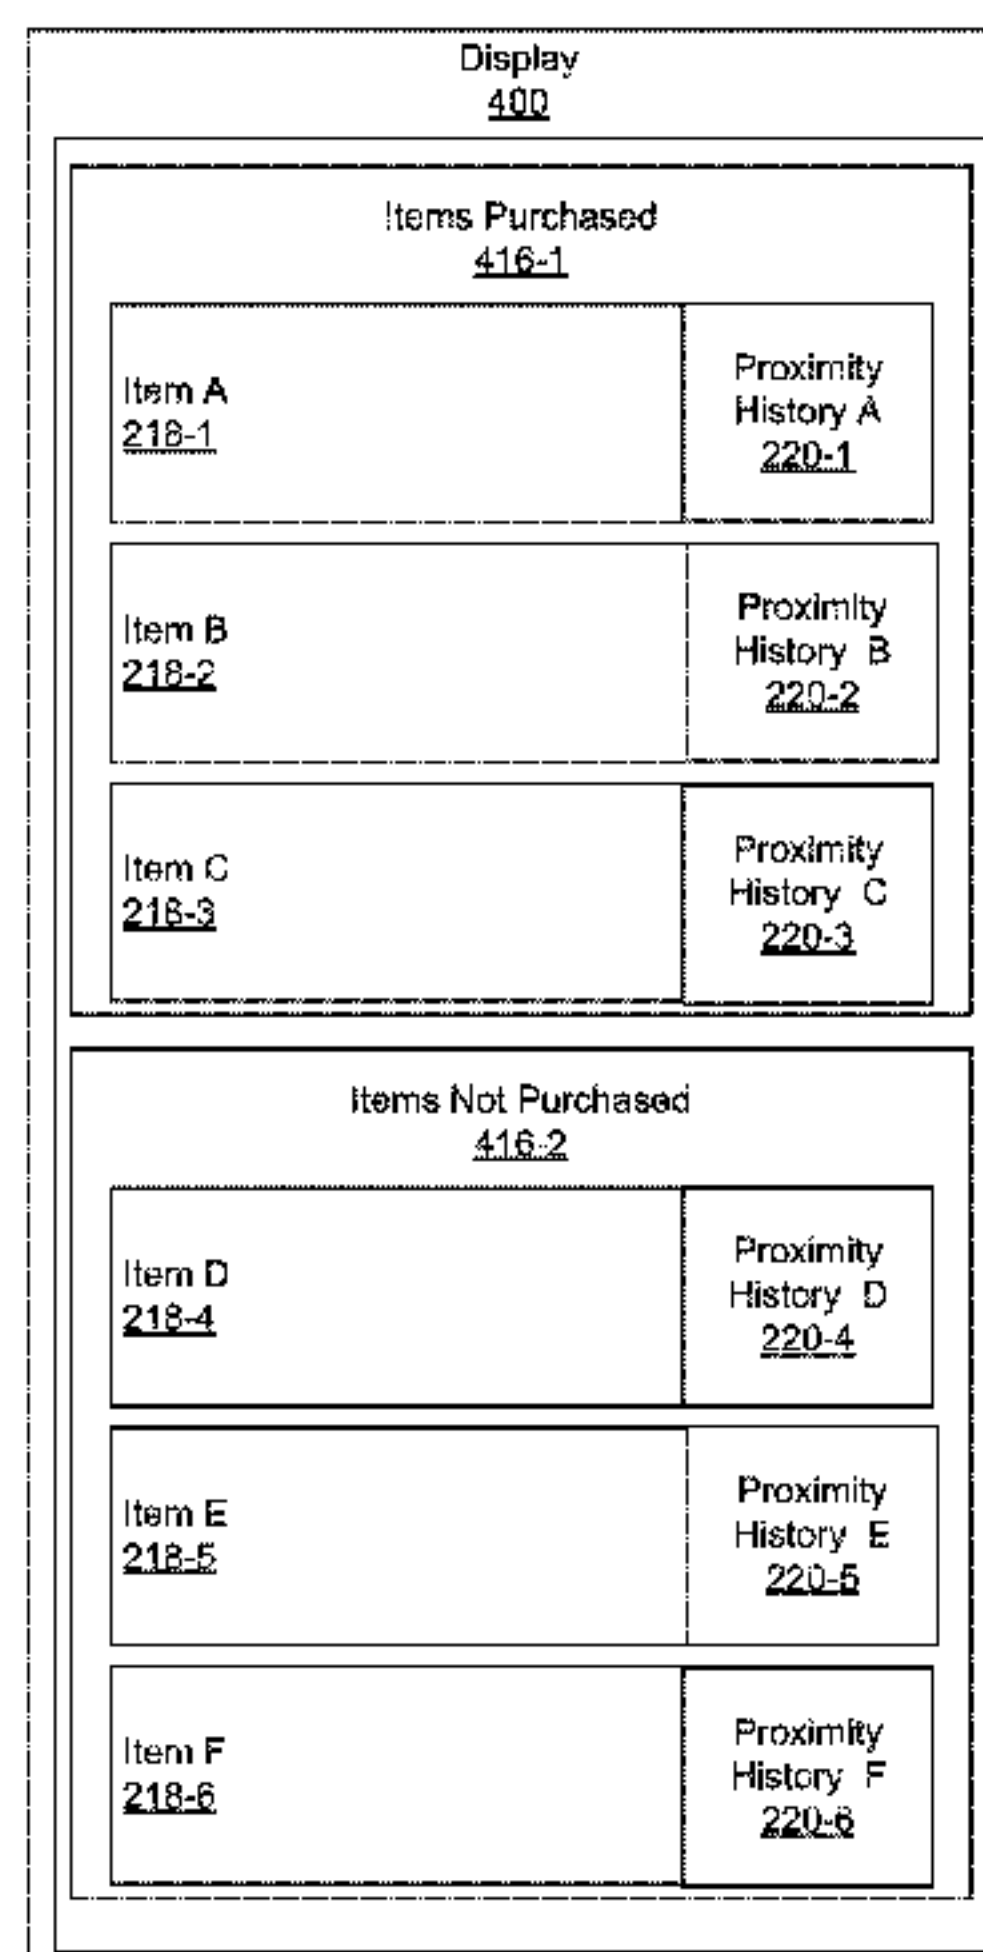 Display
400
Items Purchased
416-1
Item A
218-1
Proximity
History A
220-1
Item B
218-2
Proximity
History B
220-2
Item C
218-3
Proximity
History C
220-3
Items Not Purchased
416-2
Item D
218-4
Proximity
History D
220-4
Item E
218-5
Proximity
History E
220-5
Item F
218-6
Proximity
History F
220-6